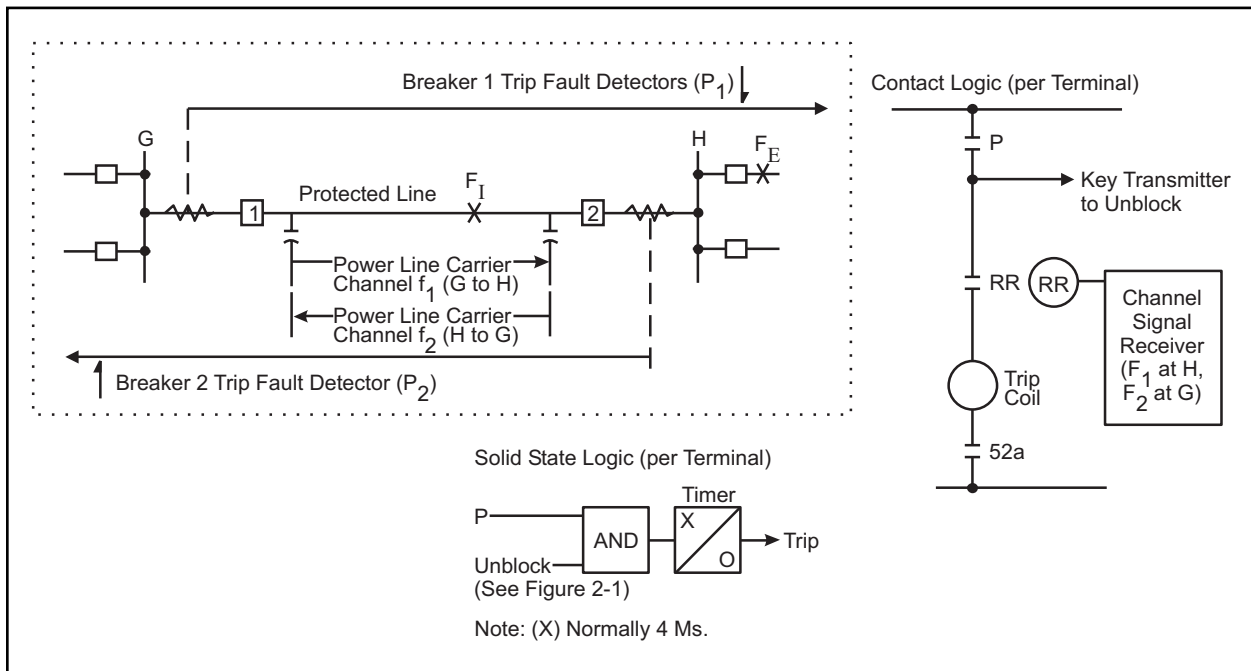 Breaker 1 Trip Fault Detectors (P1)
G
H
FE
1
Protected Line
FI
2
Power Line Carrier
Channel f1 (G to H)
Power Line Carrier
Channel f2 (H to G)
Breaker 2 Trip Fault Detector (P2)
Contact Logic (per Terminal)
P
Key Transmitter
to Unblock
RR
RR
Channel
Signal
Receiver
(F1 at H,
F2 at G)
Trip
Coil
52a
Solid State Logic (per Terminal)
Timer
P
AND
X
O
Trip
Unblock
(See Figure 2-1)
Note: (X) Normally 4 Ms.